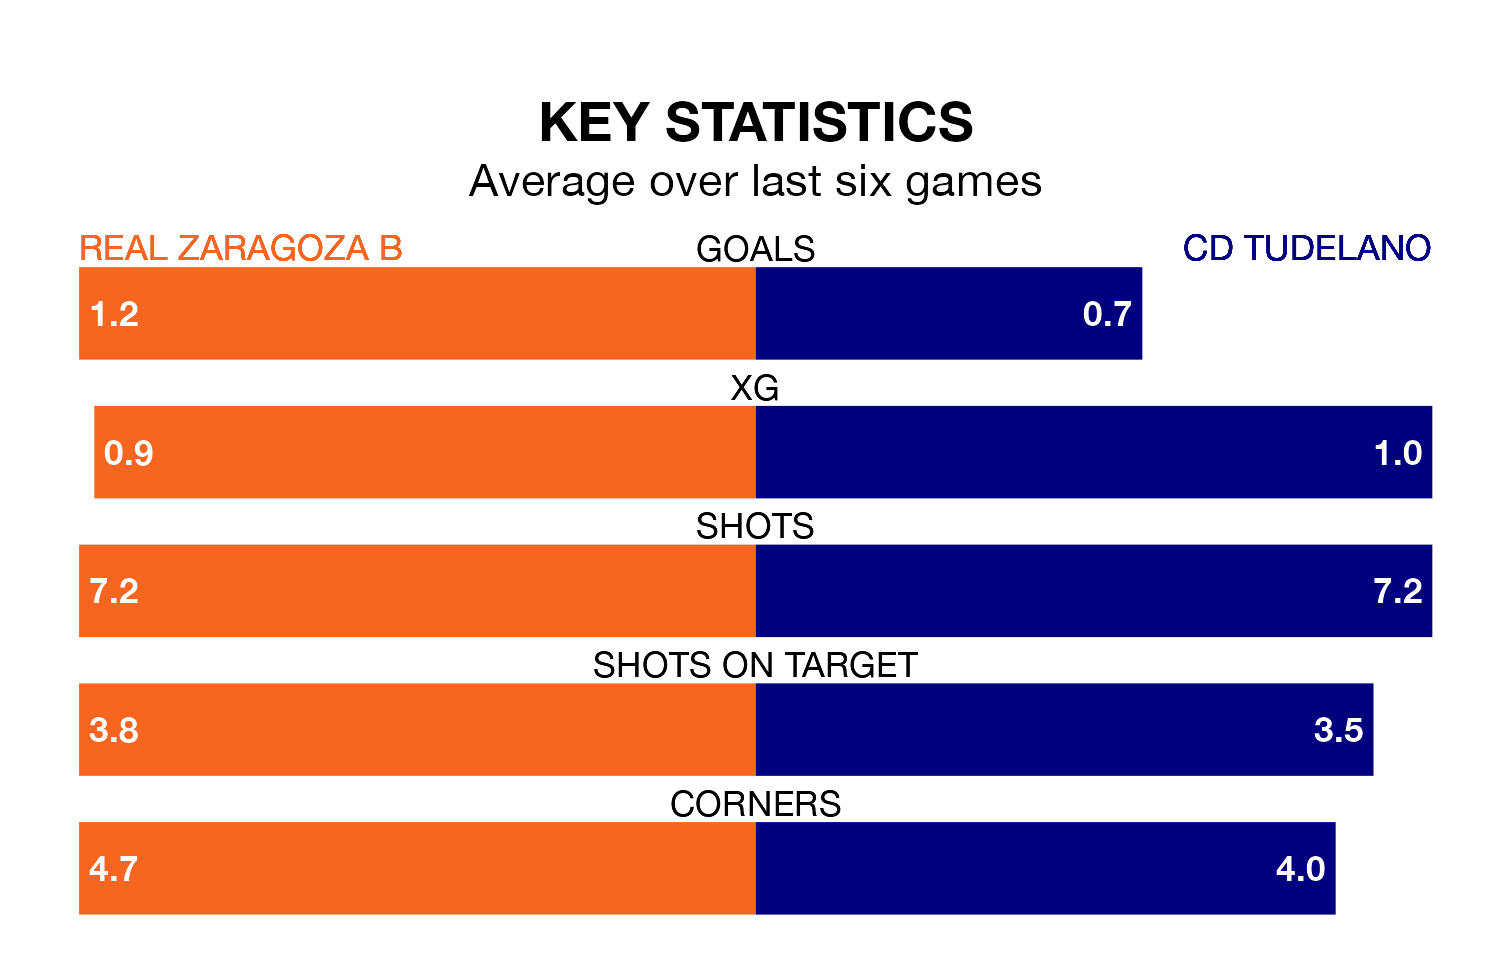 KEY STATISTICS
Average over last six games
REAL ZARAGOZA B GOALS CD TUDELANO
1.2 0.7
XG
0.9 1.0
SHOTS
7.2 7.2
SHOTS ON TARGET
3.8 3.5
CORNERS
4.7 4.0